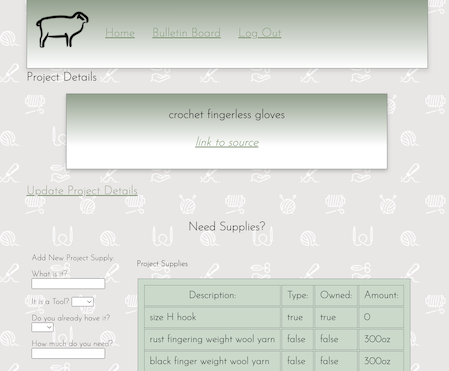 Home Bulletin Board Log Out
Project Details
crochet fingerless gloves
link to source
Update Project Details
Need Supplies?
Add New Project Supply
What is it?
It is a Tool?
Do you already have it?
How much do you need?
Project Supplies
Description: Type: Owned: Amount:
size H hook true true 0
rust fingering weight wool yarn false false 300oz
black finger weight wool yarn false false 300oz